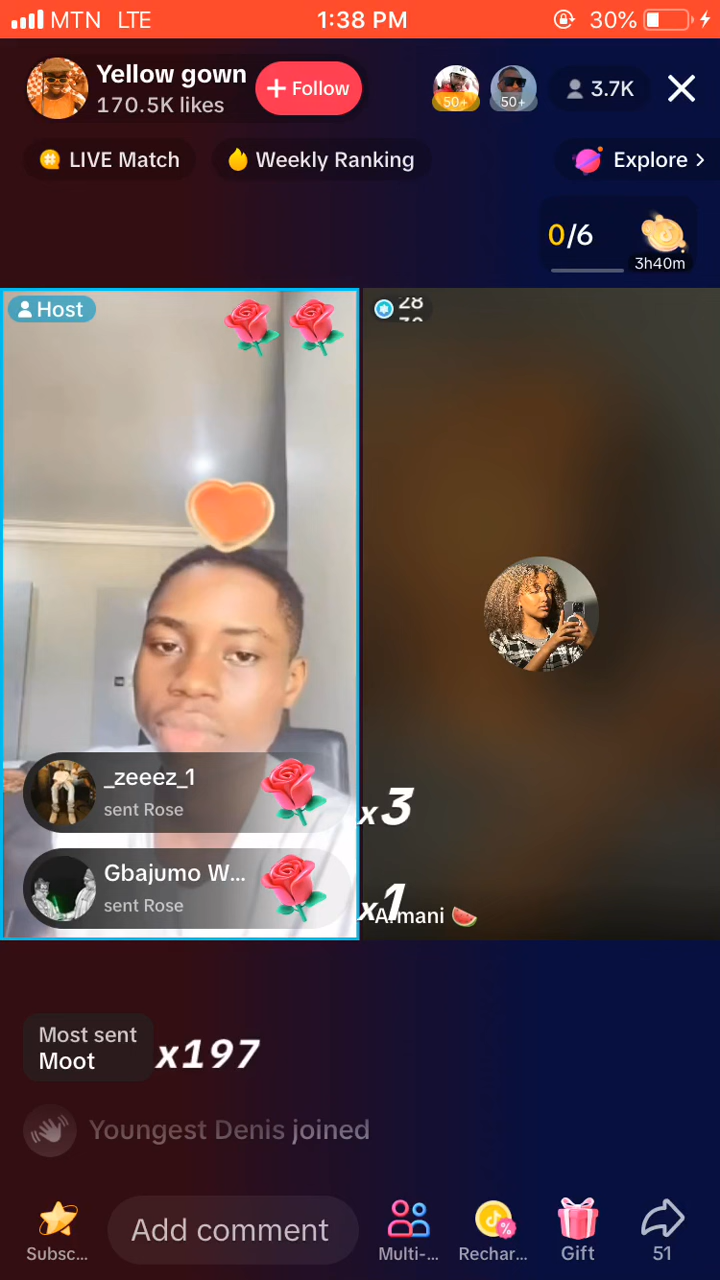 MTN LTE 1:38 PM 30%
Yellow gown
170.5K likes
+ Follow
50+
50+
3.7K
LIVE Match
Weekly Ranking
Explore >
0/6
3h40m
Host
28
_zeeez_1
sent Rose
x3
Gbajumo W...
sent Rose
x1
Armani 🍉
Most sent
Moot
x197
Youngest Denis joined
Add comment
Subsc...
Multi-...
Rechar...
Gift
51